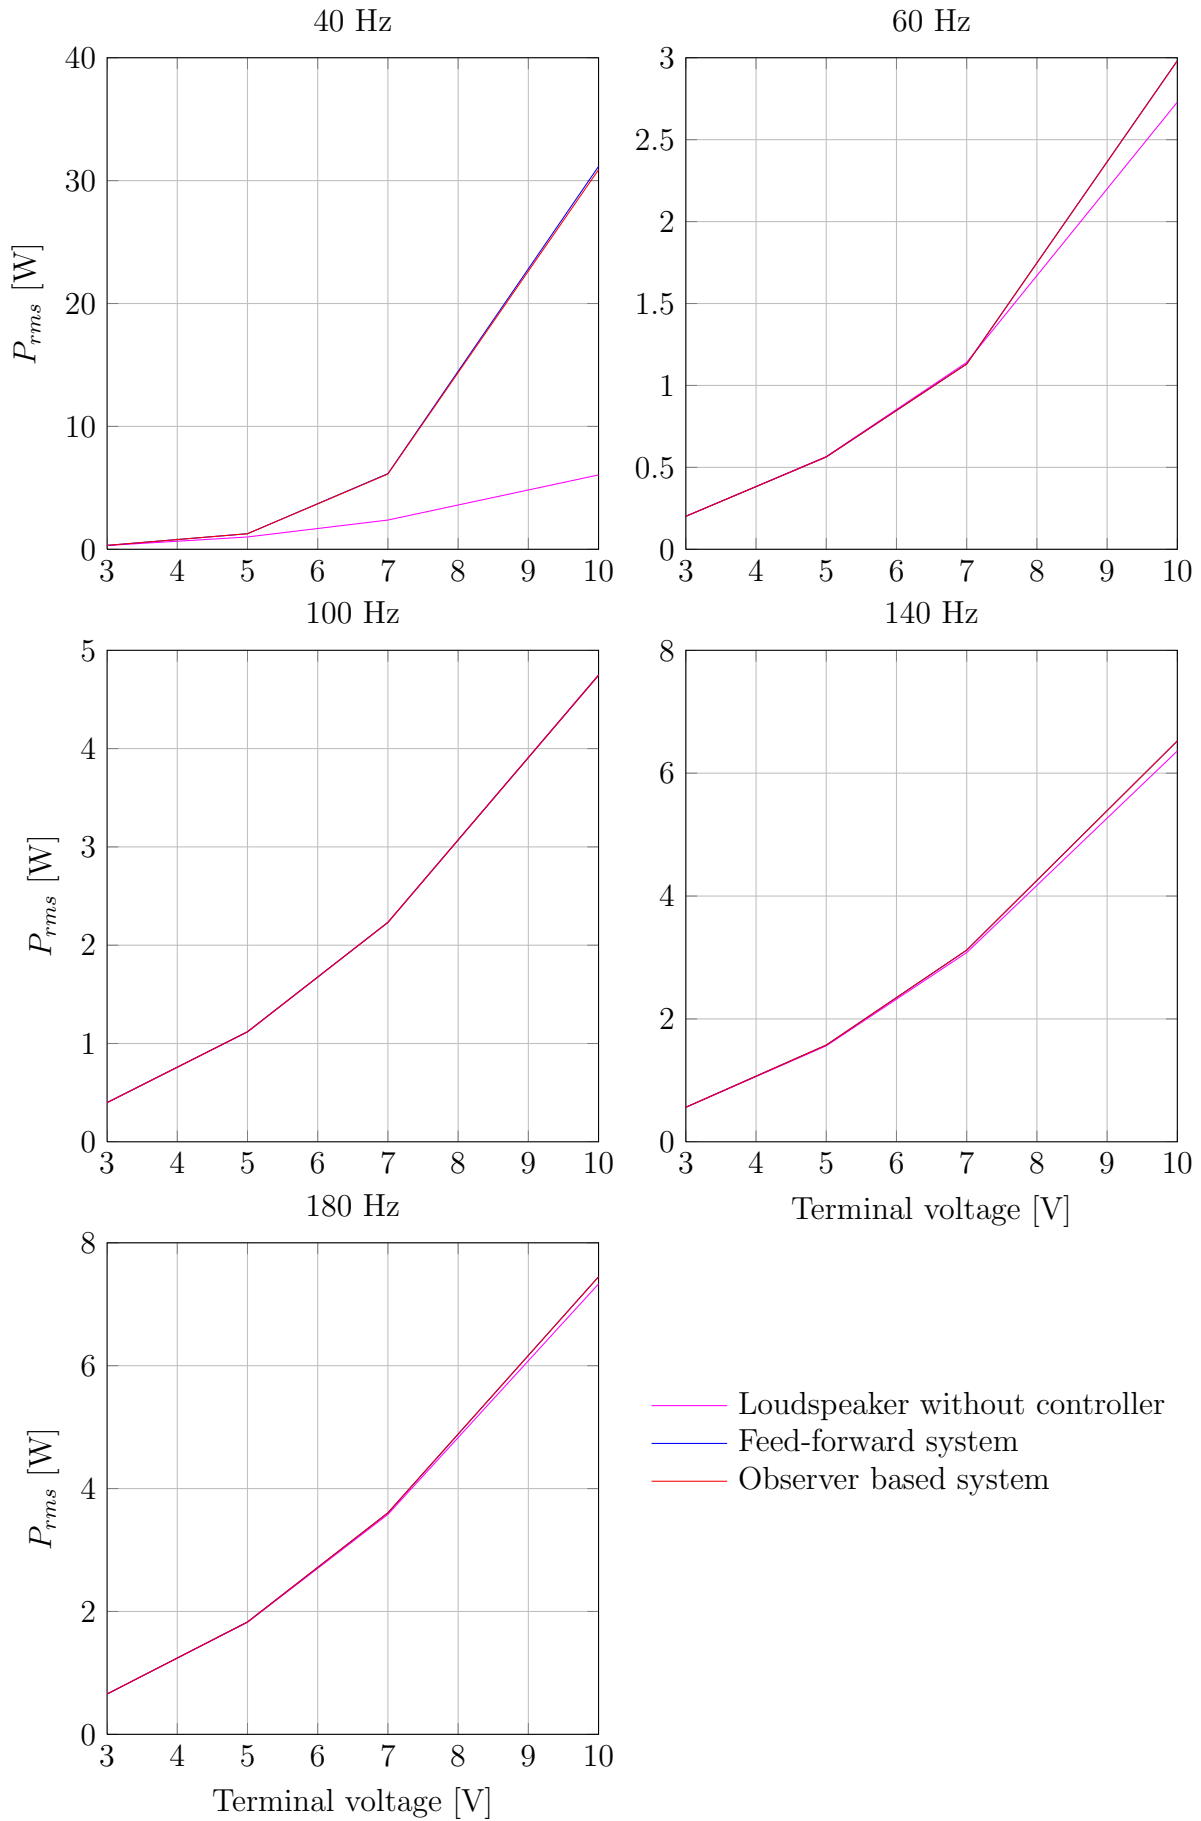 40 Hz
60 Hz
40
30
20
10
0
P_rms [W]
3 4 5 6 7 8 9 10
3
2.5
2
1.5
1
0.5
0
3 4 5 6 7 8 9 10
100 Hz
140 Hz
5
4
3
2
1
0
P_rms [W]
3 4 5 6 7 8 9 10
8
6
4
2
0
3 4 5 6 7 8 9 10
Terminal voltage [V]
180 Hz
8
6
4
2
0
P_rms [W]
3 4 5 6 7 8 9 10
Terminal voltage [V]
Loudspeaker without controller
Feed-forward system
Observer based system